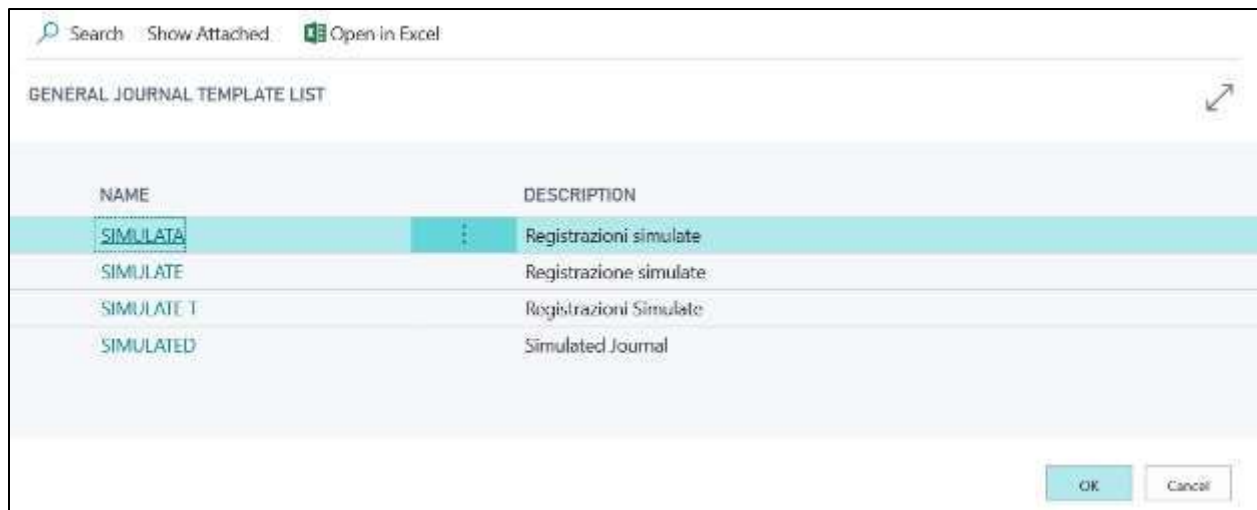 Search Show Attached Open in Excel
GENERAL JOURNAL TEMPLATE LIST
NAME DESCRIPTION
SIMULATA Registrazioni simulate
SIMULATE Registrazione simulate
SIMULATE T Registrazioni Simulate
SIMULATED Simulated Journal
OK Cancel